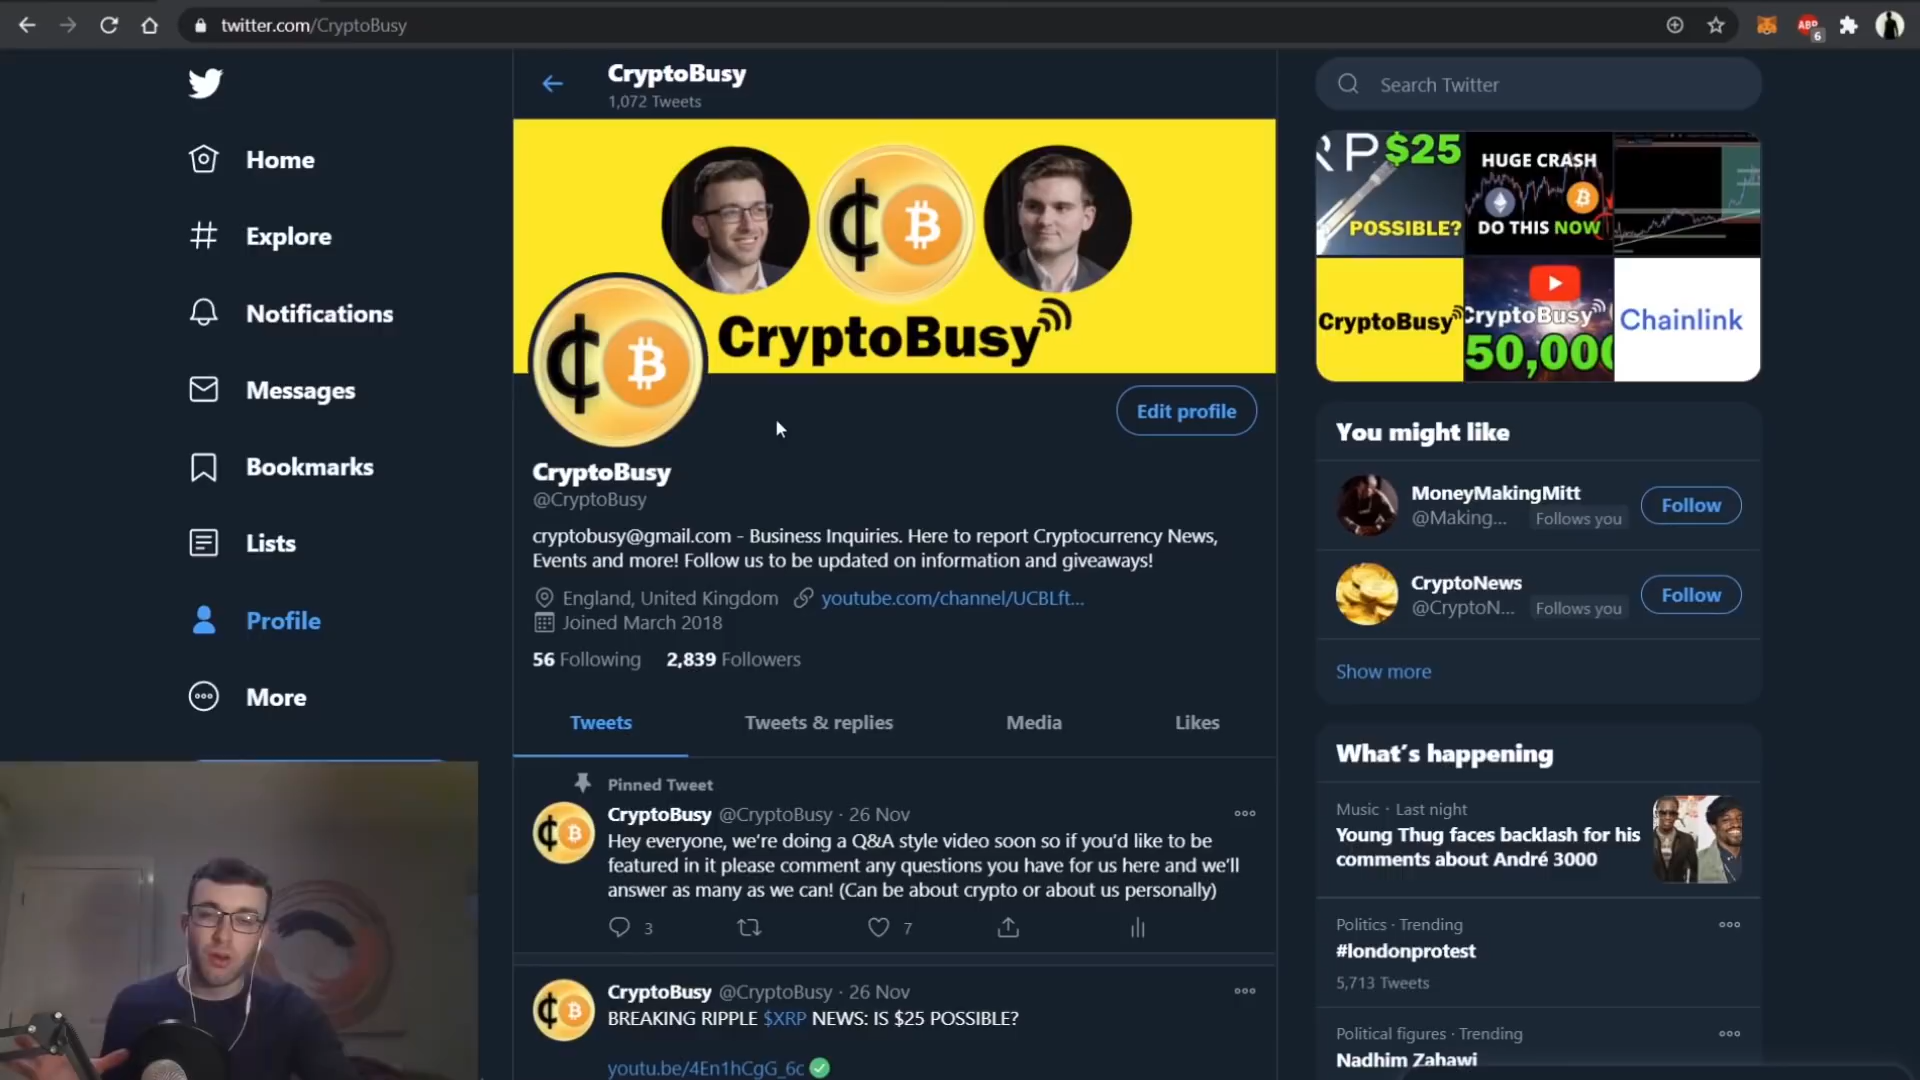 twitter.com/CryptoBusy
ABP
6
CryptoBusy
1,072 Tweets
Home
Explore
Notifications
Messages
Bookmarks
Lists
Profile
More
CryptoBusy
Edit profile
CryptoBusy
@CryptoBusy
cryptobusy@gmail.com - Business Inquiries. Here to report Cryptocurrency News,
Events and more! Follow us to be updated on information and giveaways!
England, United Kingdom youtube.com/channel/UCBLft...
Joined March 2018
56 Following 2,839 Followers
Tweets Tweets & replies Media Likes
Pinned Tweet
CryptoBusy @CryptoBusy · 26 Nov
Hey everyone, we're doing a Q&A style video soon so if you'd like to be
featured in it please comment any questions you have for us here and we'll
answer as many as we can! (Can be about crypto or about us personally)
3 7
CryptoBusy @CryptoBusy · 26 Nov
BREAKING RIPPLE $XRP NEWS: IS $25 POSSIBLE?
youtu.be/4En1hCgG_6c
Search Twitter
RP $25
POSSIBLE?
HUGE CRASH
DO THIS NOW
CryptoBusy
CryptoBusy
50,000
Chainlink
You might like
MoneyMakingMitt
@Making... Follows you
Follow
CryptoNews
@CryptoN... Follows you
Follow
Show more
What's happening
Music · Last night
Young Thug faces backlash for his
comments about André 3000
Politics · Trending
#londonprotest
5,713 Tweets
Political figures · Trending
Nadhim Zahawi